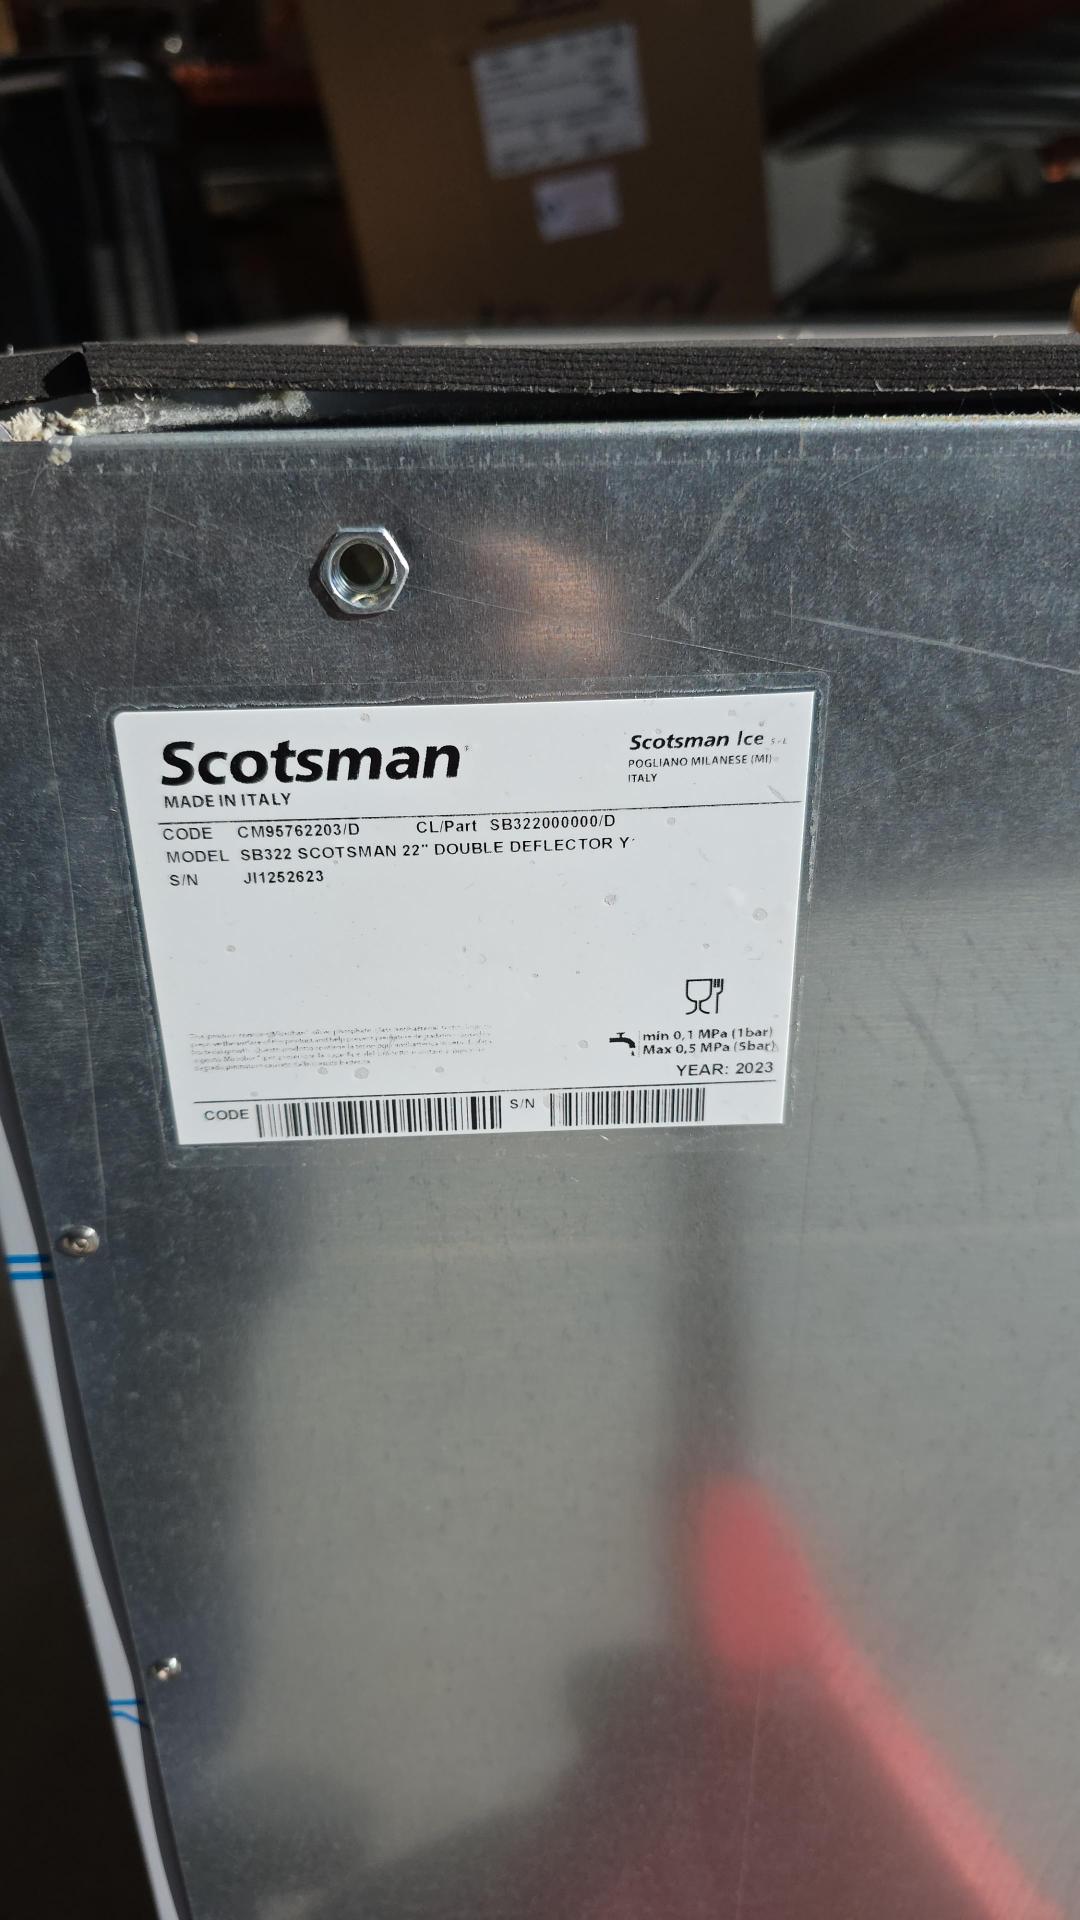 Scotsman
MADE IN ITALY
Scotsman Ice
POGLIANO MILANESE (MI)
ITALY
CODE CM95762203/D CL/Part SB322000000/D
MODEL SB322 SCOTSMAN 22" DOUBLE DEFLECTOR Y
S/N JI1252623
min 0,1 MPa (1bar)
Max 0,5 MPa (5bar)
YEAR: 2023
CODE
S/N